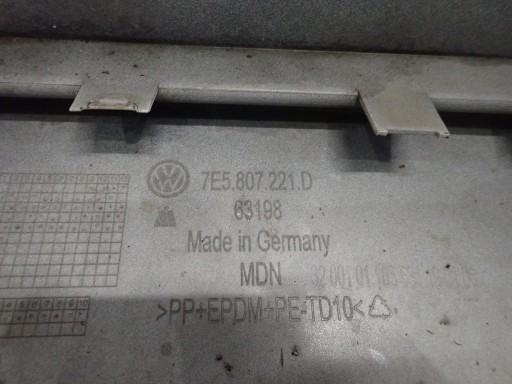 7E5.807.221.D
63198
Made in Germany
MDN
>PP+EPDM+PE-TD10<